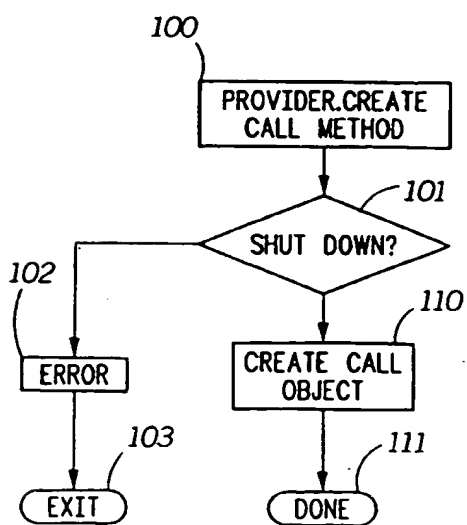 100
PROVIDER.CREATE
CALL METHOD
101
SHUT DOWN?
102
110
ERROR
CREATE CALL
OBJECT
103
111
EXIT
DONE